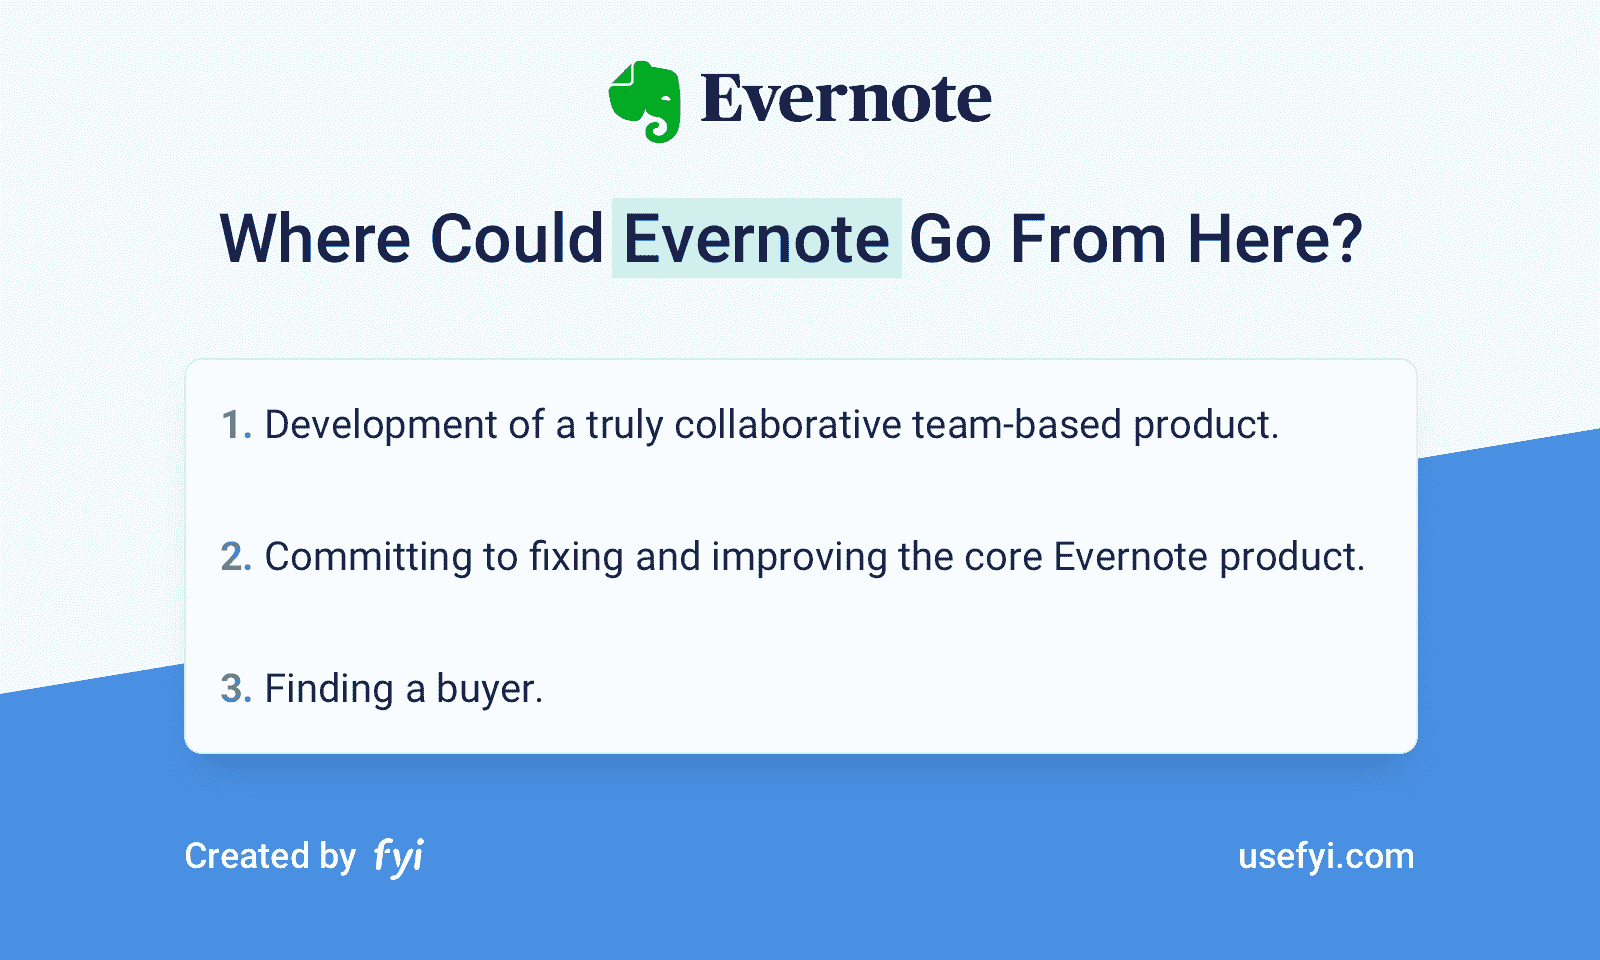 Evernote
Where Could Evernote Go From Here?
1. Development of a truly collaborative team-based product.
2. Committing to fixing and improving the core Evernote product.
3. Finding a buyer.
Created by fyi
usefyi.com